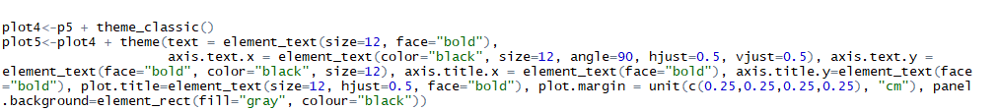 plot4<-p5 + theme_classic()
plot5<-plot4 + theme(text = element_text(size=12, face="bold"),
axis.text.x = element_text(color="black", size=12, angle=90, hjust=0.5, vjust=0.5), axis.text.y =
element_text(face="bold", color="black", size=12), axis.title.x = element_text(face="bold"), axis.title.y=element_text(face
="bold"), plot.title=element_text(size=12, hjust=0.5, face="bold"), plot.margin = unit(c(0.25,0.25,0.25,0.25), "cm"), panel
.background=element_rect(fill="gray", colour="black"))